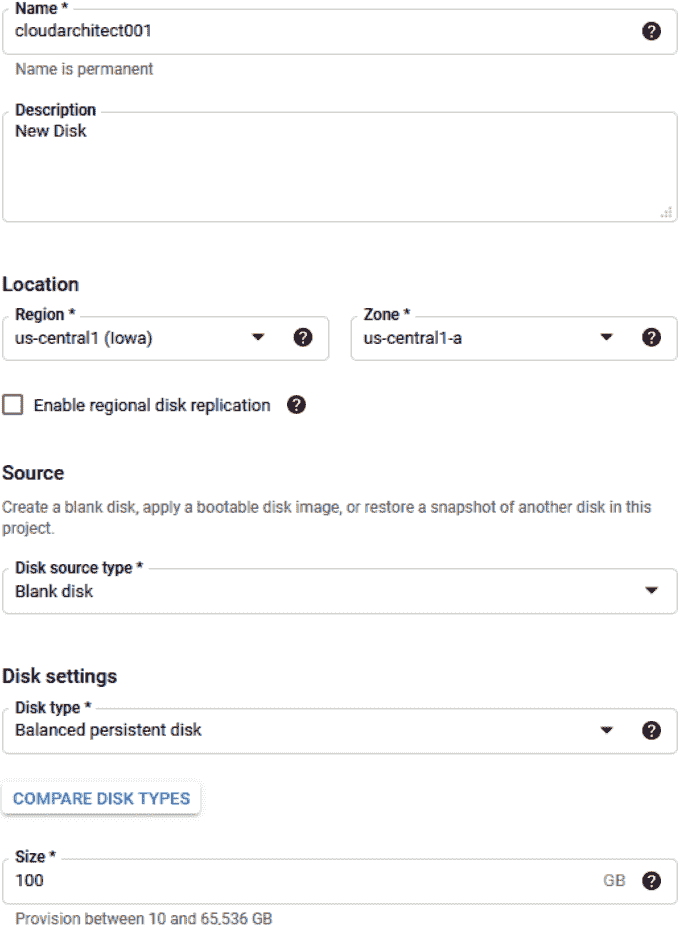 Name *
cloudarchitect001
Name is permanent
Description
New Disk
Location
Region *
us-central1 (Iowa)
Zone *
us-central1-a
Enable regional disk replication
Source
Create a blank disk, apply a bootable disk image, or restore a snapshot of another disk in this
project.
Disk source type *
Blank disk
Disk settings
Disk type *
Balanced persistent disk
COMPARE DISK TYPES
Size *
100
GB
Provision between 10 and 65,536 GB